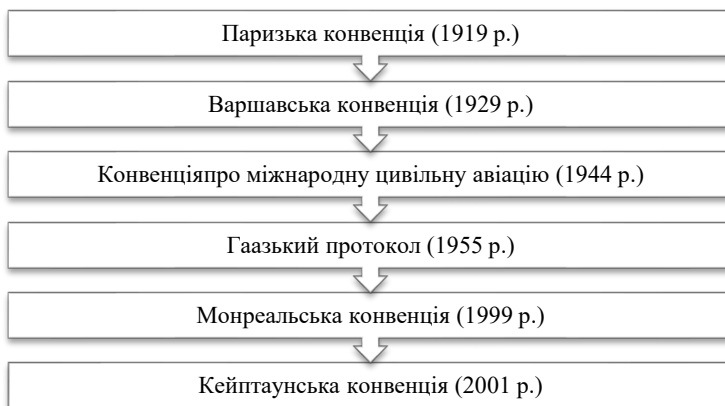 Паризька конвенція (1919 р.)
Варшавська конвенція (1929 р.)
Конвенціяпро міжнародну цивільну авіацію (1944 р.)
Гаазький протокол (1955 р.)
Монреальська конвенція (1999 р.)
Кейптаунська конвенція (2001 р.)